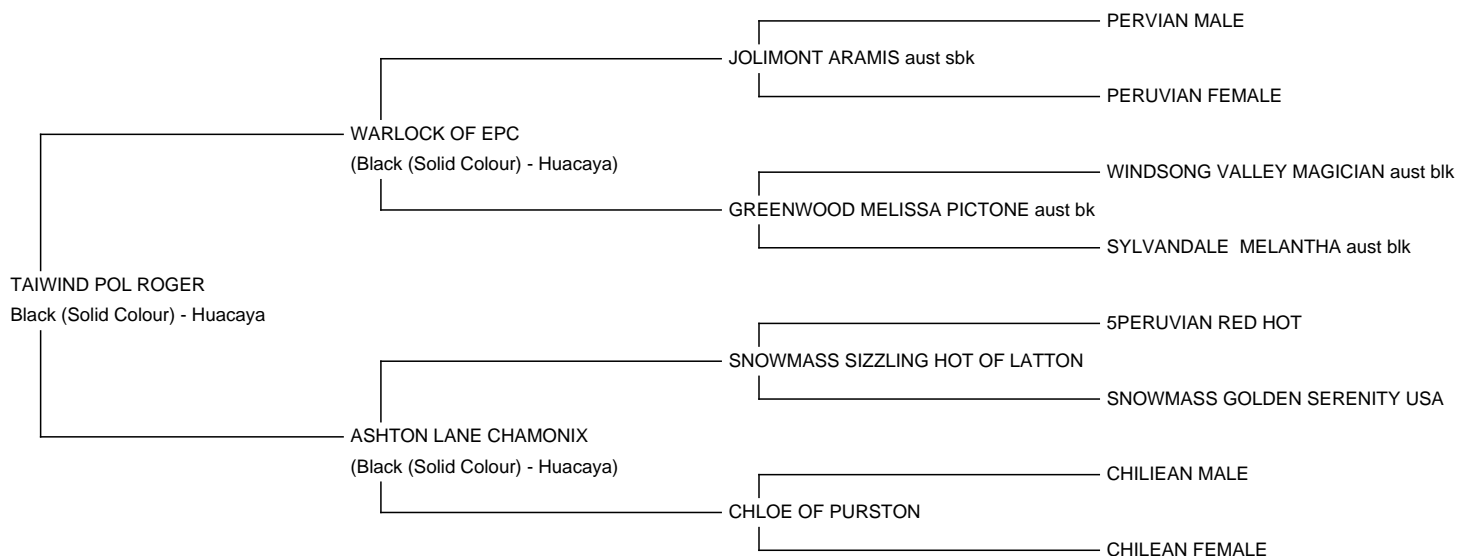 PERVIAN MALE
JOLIMONT ARAMIS aust sbk
PERUVIAN FEMALE
WARLOCK OF EPC
(Black (Solid Colour) - Huacaya)
WINDSONG VALLEY MAGICIAN aust blk
GREENWOOD MELISSA PICTONE aust bk
SYLVANDALE  MELANTHA aust blk
TAIWIND POL ROGER
Black (Solid Colour) - Huacaya
5PERUVIAN RED HOT
SNOWMASS SIZZLING HOT OF LATTON
SNOWMASS GOLDEN SERENITY USA
ASHTON LANE CHAMONIX
(Black (Solid Colour) - Huacaya)
CHILIEAN MALE
CHLOE OF PURSTON
CHILEAN FEMALE